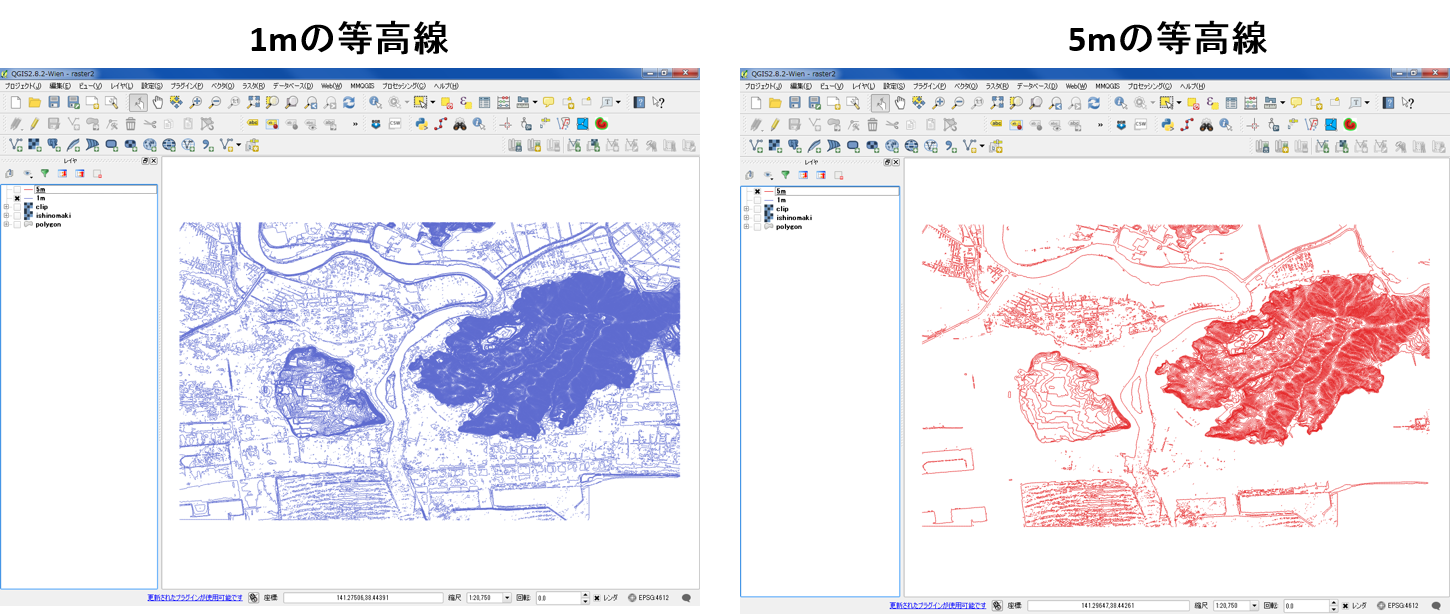 1mの等高線
QGIS2.8.2-Wien - raster2
プロジェクト(J) 編集(E) ビュー(V) レイヤ(L) 設定(S) プラグイン(P) ベクタ(O) ラスタ(R) データベース(D) Web(W) MMQGIS プロセッシング(C) ヘルプ(H)
レイヤ
5m
1m
clip
ishinomaki
polygon
更新されたプラグインが使用可能です 座標: 141.27506,38.44391 縮尺 1:20,750 回転: 0.0 レンダ EPSG:4612
5mの等高線
QGIS2.8.2-Wien - raster2
プロジェクト(J) 編集(E) ビュー(V) レイヤ(L) 設定(S) プラグイン(P) ベクタ(O) ラスタ(R) データベース(D) Web(W) MMQGIS プロセッシング(C) ヘルプ(H)
レイヤ
5m
1m
clip
ishinomaki
polygon
更新されたプラグインが使用可能です 座標: 141.29647,38.44261 縮尺 1:20,750 回転: 0.0 レンダ EPSG:4612